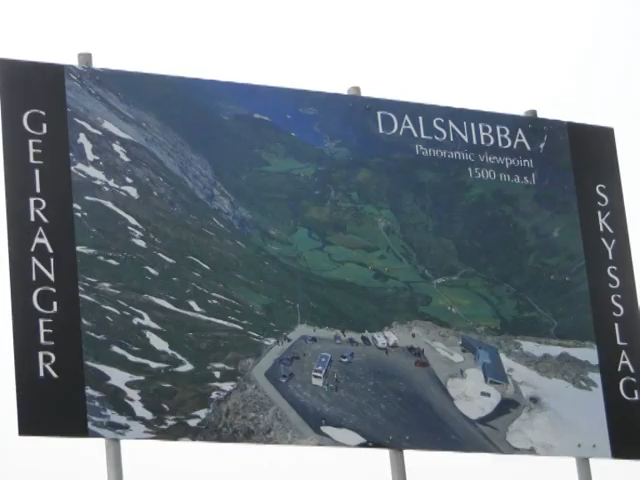 GEIRANGER
DALSNIBBA
Panoramic viewpoint
1500 m.a.s.l
SKYSSLAG